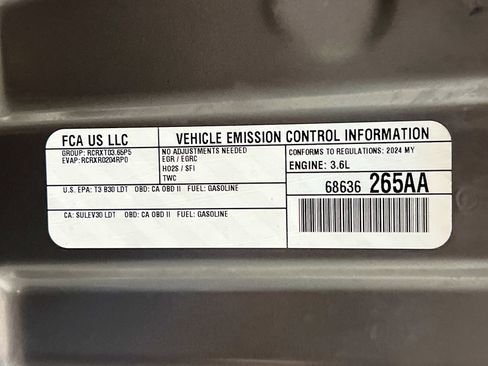 FCA US LLC
VEHICLE EMISSION CONTROL INFORMATION
GROUP: RCRXT03.65P5
EVAP: RCRXR0204RP0
NO ADJUSTMENTS NEEDED
EGR / EGRC
HO2S / SFI
TWC
CONFORMS TO REGULATIONS: 2024 MY
ENGINE: 3.6L
U.S. EPA: T3 B30 LDT OBD: CA OBD II FUEL: GASOLINE
68636 265AA
CA: SULEV30 LDT OBD: CA OBD II FUEL: GASOLINE